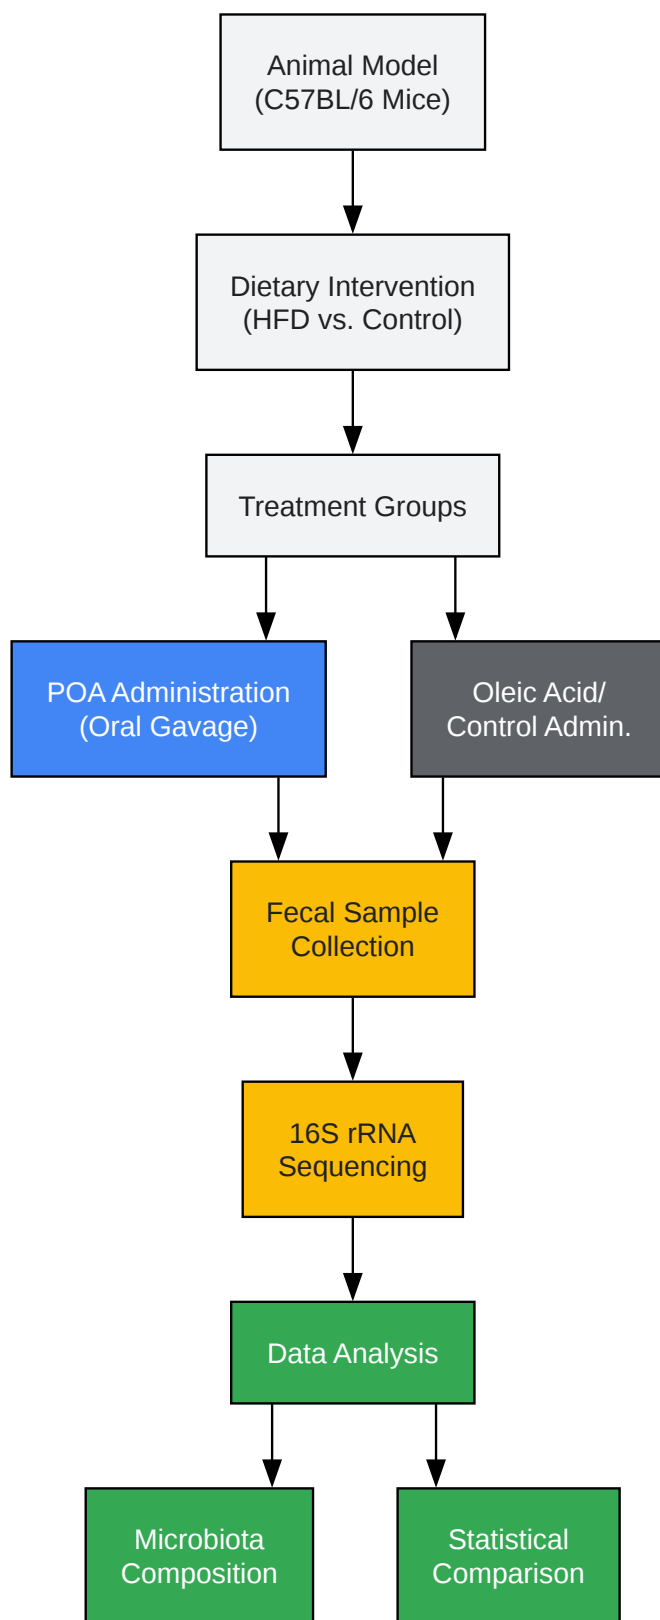 Animal Model
(C57BL/6 Mice)
Dietary Intervention
(HFD vs. Control)
Treatment Groups
POA Administration
(Oral Gavage)
Oleic Acid/
Control Admin.
Fecal Sample
Collection
16S rRNA
Sequencing
Data Analysis
Microbiota
Composition
Statistical
Comparison